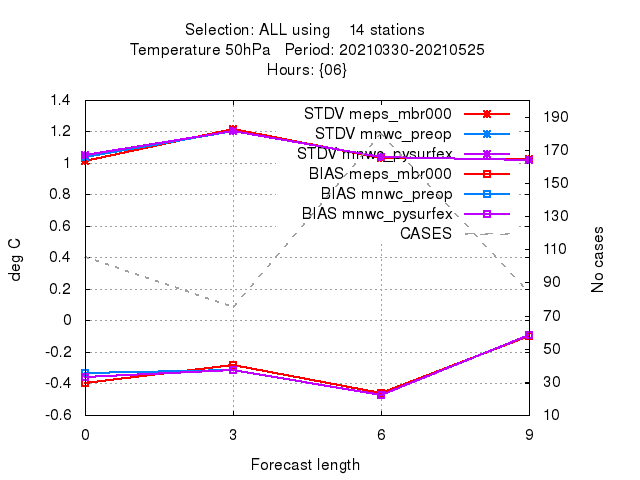 Selection: ALL using 14 stations
Temperature 50hPa Period: 20210330-20210525
Hours: {06}
STDV meps_mbr000
STDV mnwc_preop
STDV mnwc_pysurfex
BIAS meps_mbr000
BIAS mnwc_preop
BIAS mnwc_pysurfex
CASES
deg C
1.4
1.2
1
0.8
0.6
0.4
0.2
0
-0.2
-0.4
-0.6
No cases
190
170
150
130
110
90
70
50
30
10
0 3 6 9
Forecast length